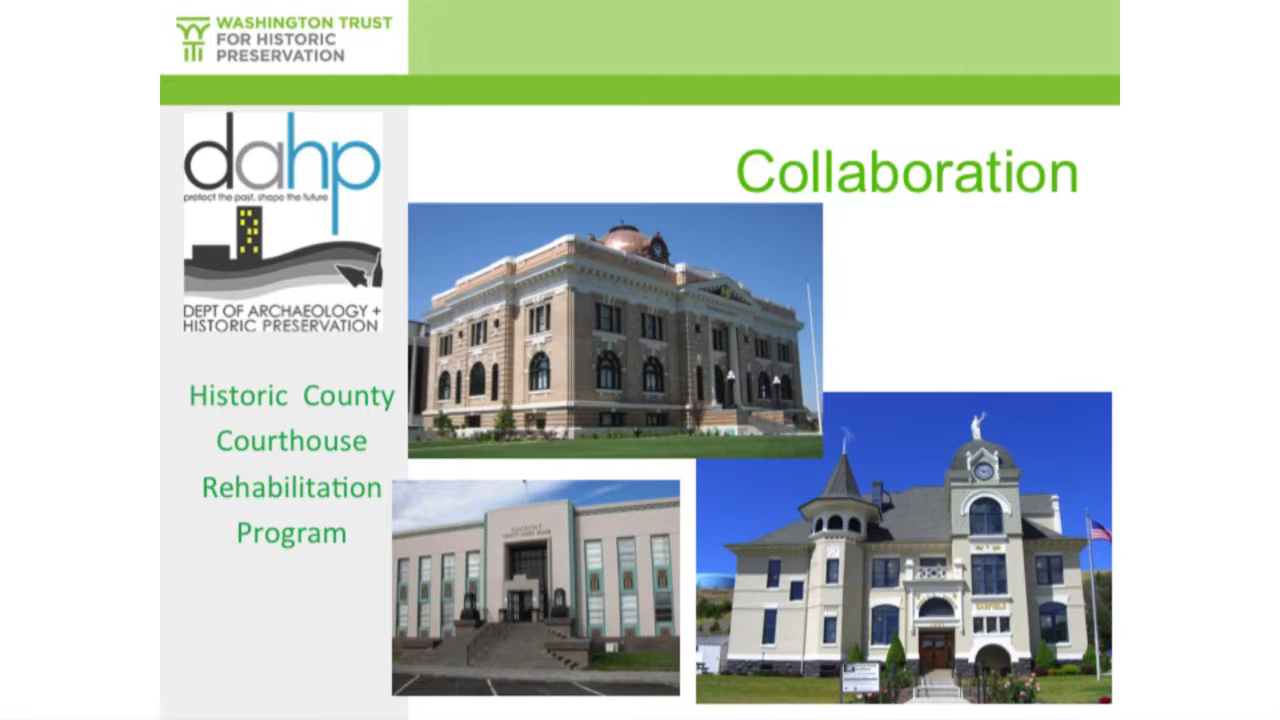 WASHINGTON TRUST
FOR HISTORIC
PRESERVATION
dahp
protect the past, shape the future
DEPT OF ARCHAEOLOGY +
HISTORIC PRESERVATION
Historic County
Courthouse
Rehabilitation
Program
Collaboration
GARFIELD